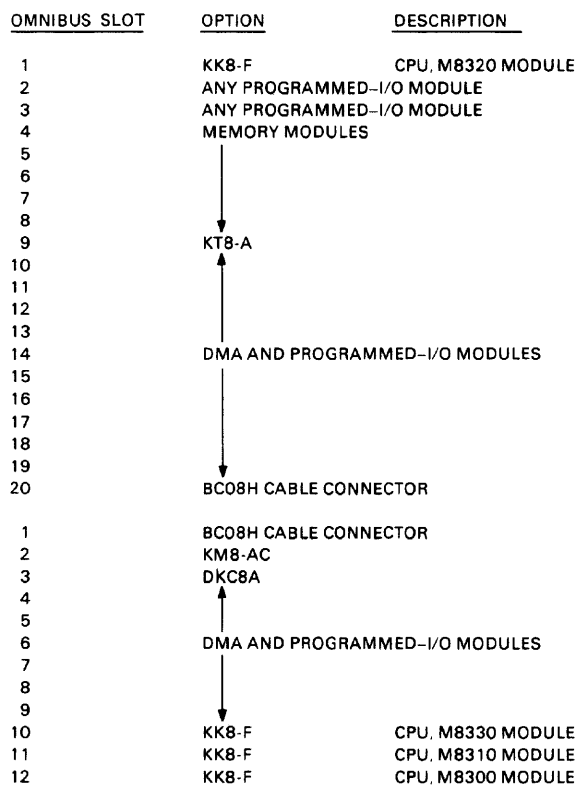 OMNIBUS SLOT OPTION DESCRIPTION
1 KK8-F CPU, M8320 MODULE
2 ANY PROGRAMMED–I/O MODULE
3 ANY PROGRAMMED–I/O MODULE
4 MEMORY MODULES
5
6
7
8
9 KT8-A
10
11
12
13
14 DMA AND PROGRAMMED–I/O MODULES
15
16
17
18
19
20 BC08H CABLE CONNECTOR
1 BC08H CABLE CONNECTOR
2 KM8-AC
3 DKC8A
4
5
6 DMA AND PROGRAMMED–I/O MODULES
7
8
9
10 KK8-F CPU, M8330 MODULE
11 KK8-F CPU, M8310 MODULE
12 KK8-F CPU, M8300 MODULE